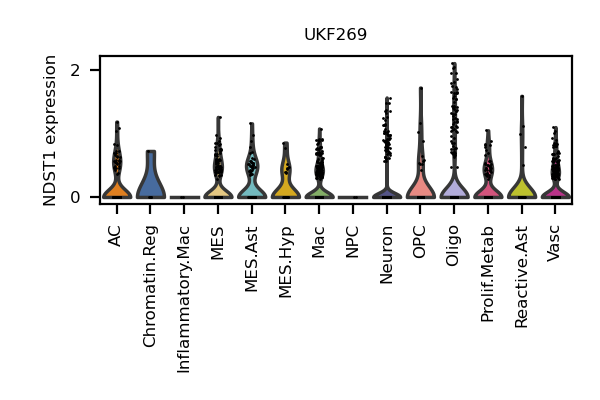 UKF269
NDST1 expression
2
0
AC
Chromatin.Reg
Inflammatory.Mac
MES
MES.Ast
MES.Hyp
Mac
NPC
Neuron
OPC
Oligo
Prolif.Metab
Reactive.Ast
Vasc